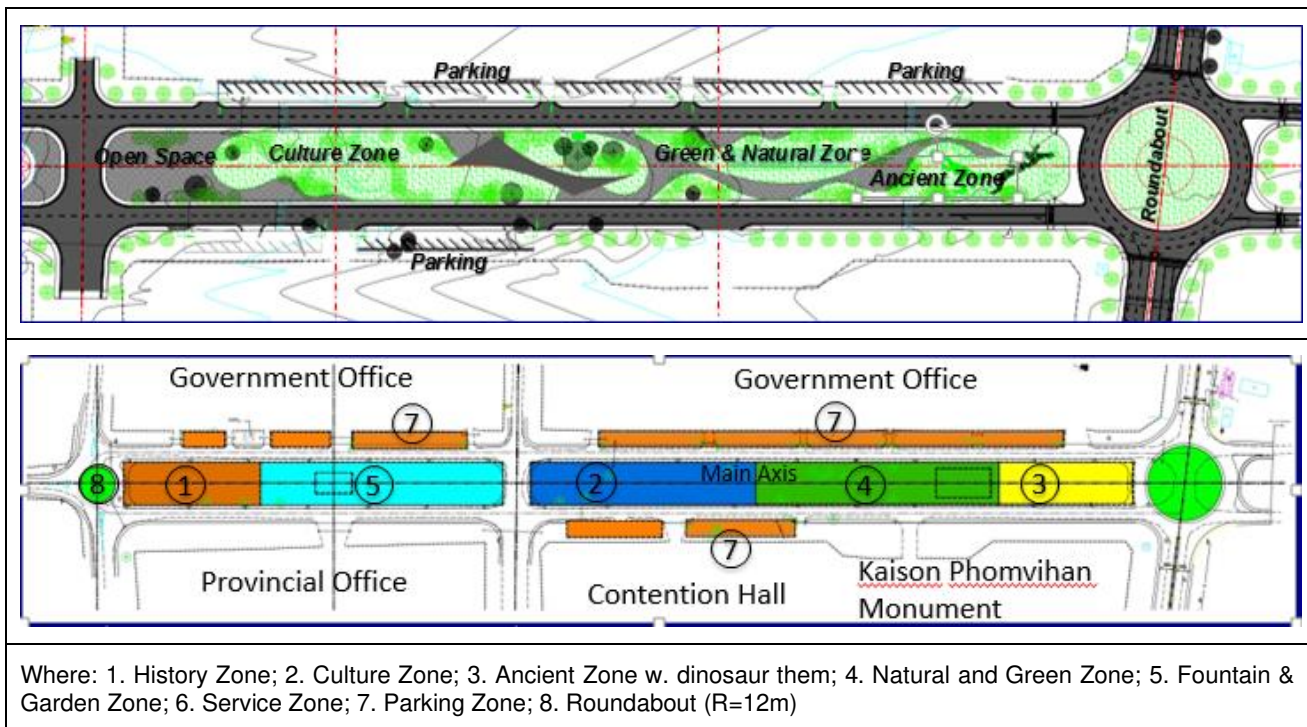 Parking
Parking
Open Space
Culture Zone
Green & Natural Zone
Ancient Zone
Roundabout
Parking
Government Office
Government Office
7
7
Main Axis
8
1
5
2
4
3
7
Provincial Office
Contention Hall
Kaison Phomvihan
Monument
Where: 1. History Zone; 2. Culture Zone; 3. Ancient Zone w. dinosaur them; 4. Natural and Green Zone; 5. Fountain &
Garden Zone; 6. Service Zone; 7. Parking Zone; 8. Roundabout (R=12m)